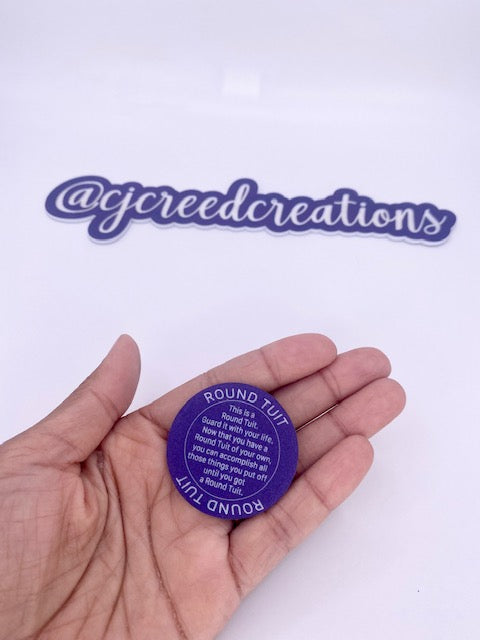 @cjcreedcreations
ROUND TUIT
This is a
Round Tuit.
Guard it with your life.
Now that you have a
Round Tuit of your own,
you can accomplish all
those things you put off
until you got
a Round Tuit.
ROUND TUIT